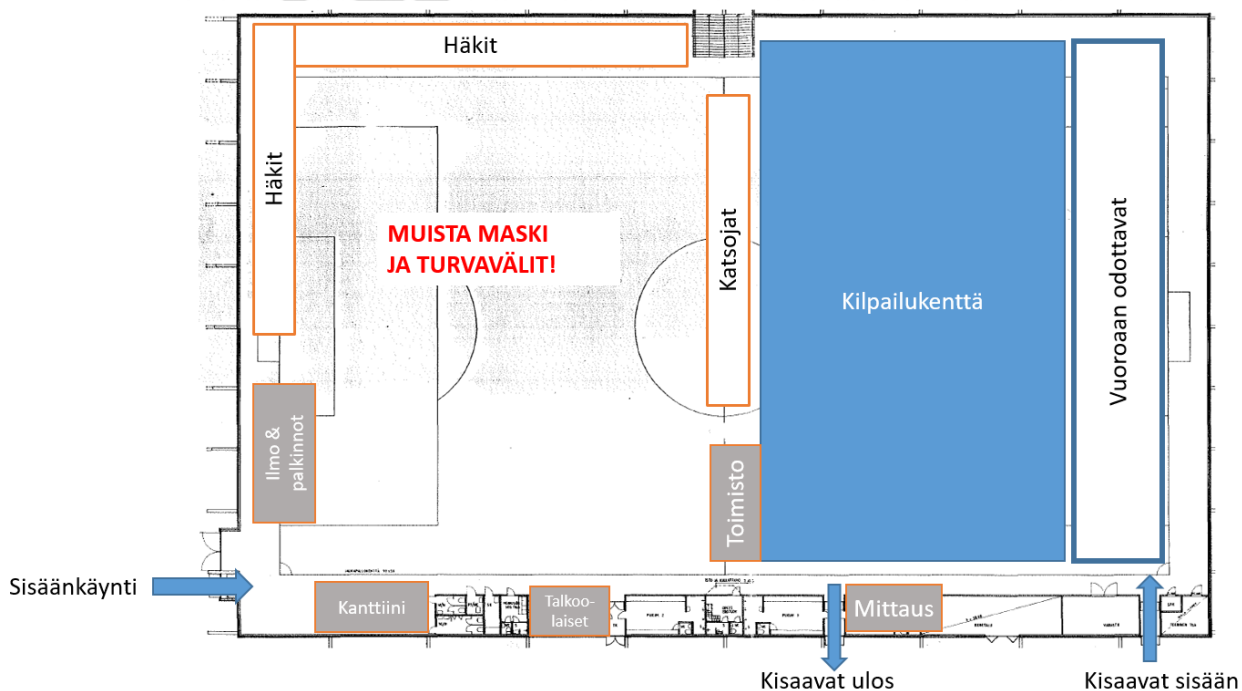 Häkit
Häkit
MUISTA MASKI
JA TURVAVÄLIT!
Katsojat
Kilpailukenttä
Vuoroaan odottavat
Ilmo &
palkinnot
Toimisto
Sisäänkäynti
Kanttiini
Talkoo-
laiset
Mittaus
Kisaavat ulos
Kisaavat sisään